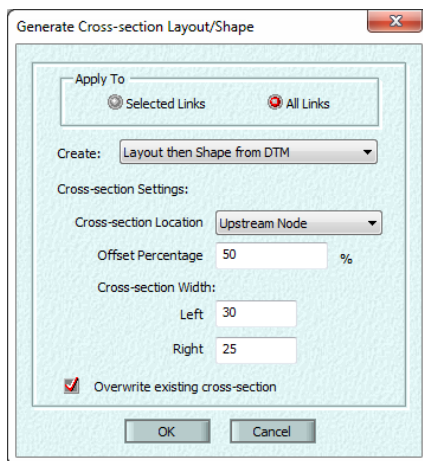 Generate Cross-section Layout/Shape
Apply To
Selected Links All Links
Create: Layout then Shape from DTM
Cross-section Settings:
Cross-section Location Upstream Node
Offset Percentage 50 %
Cross-section Width:
Left 30
Right 25
Overwrite existing cross-section
OK Cancel